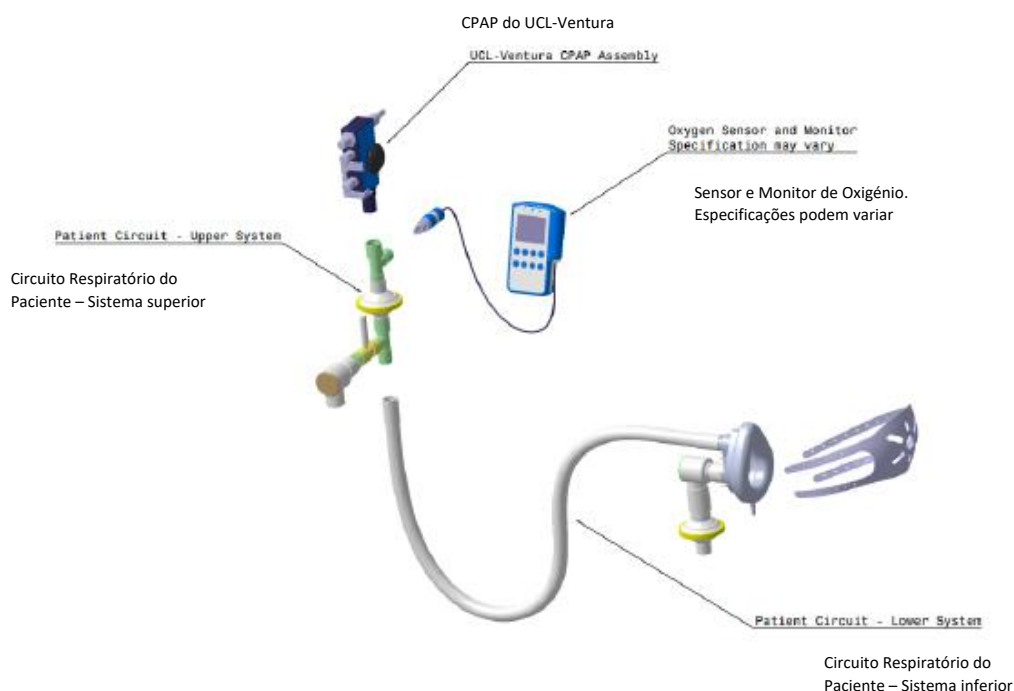 CPAP do UCL-Ventura
UCL-Ventura CPAP Assembly
Oxygen Sensor and Monitor
Specification may vary
Sensor e Monitor de Oxigénio.
Especificações podem variar
Patient Circuit - Upper System
Circuito Respiratório do
Paciente – Sistema superior
Patient Circuit - Lower System
Circuito Respiratório do
Paciente – Sistema inferior